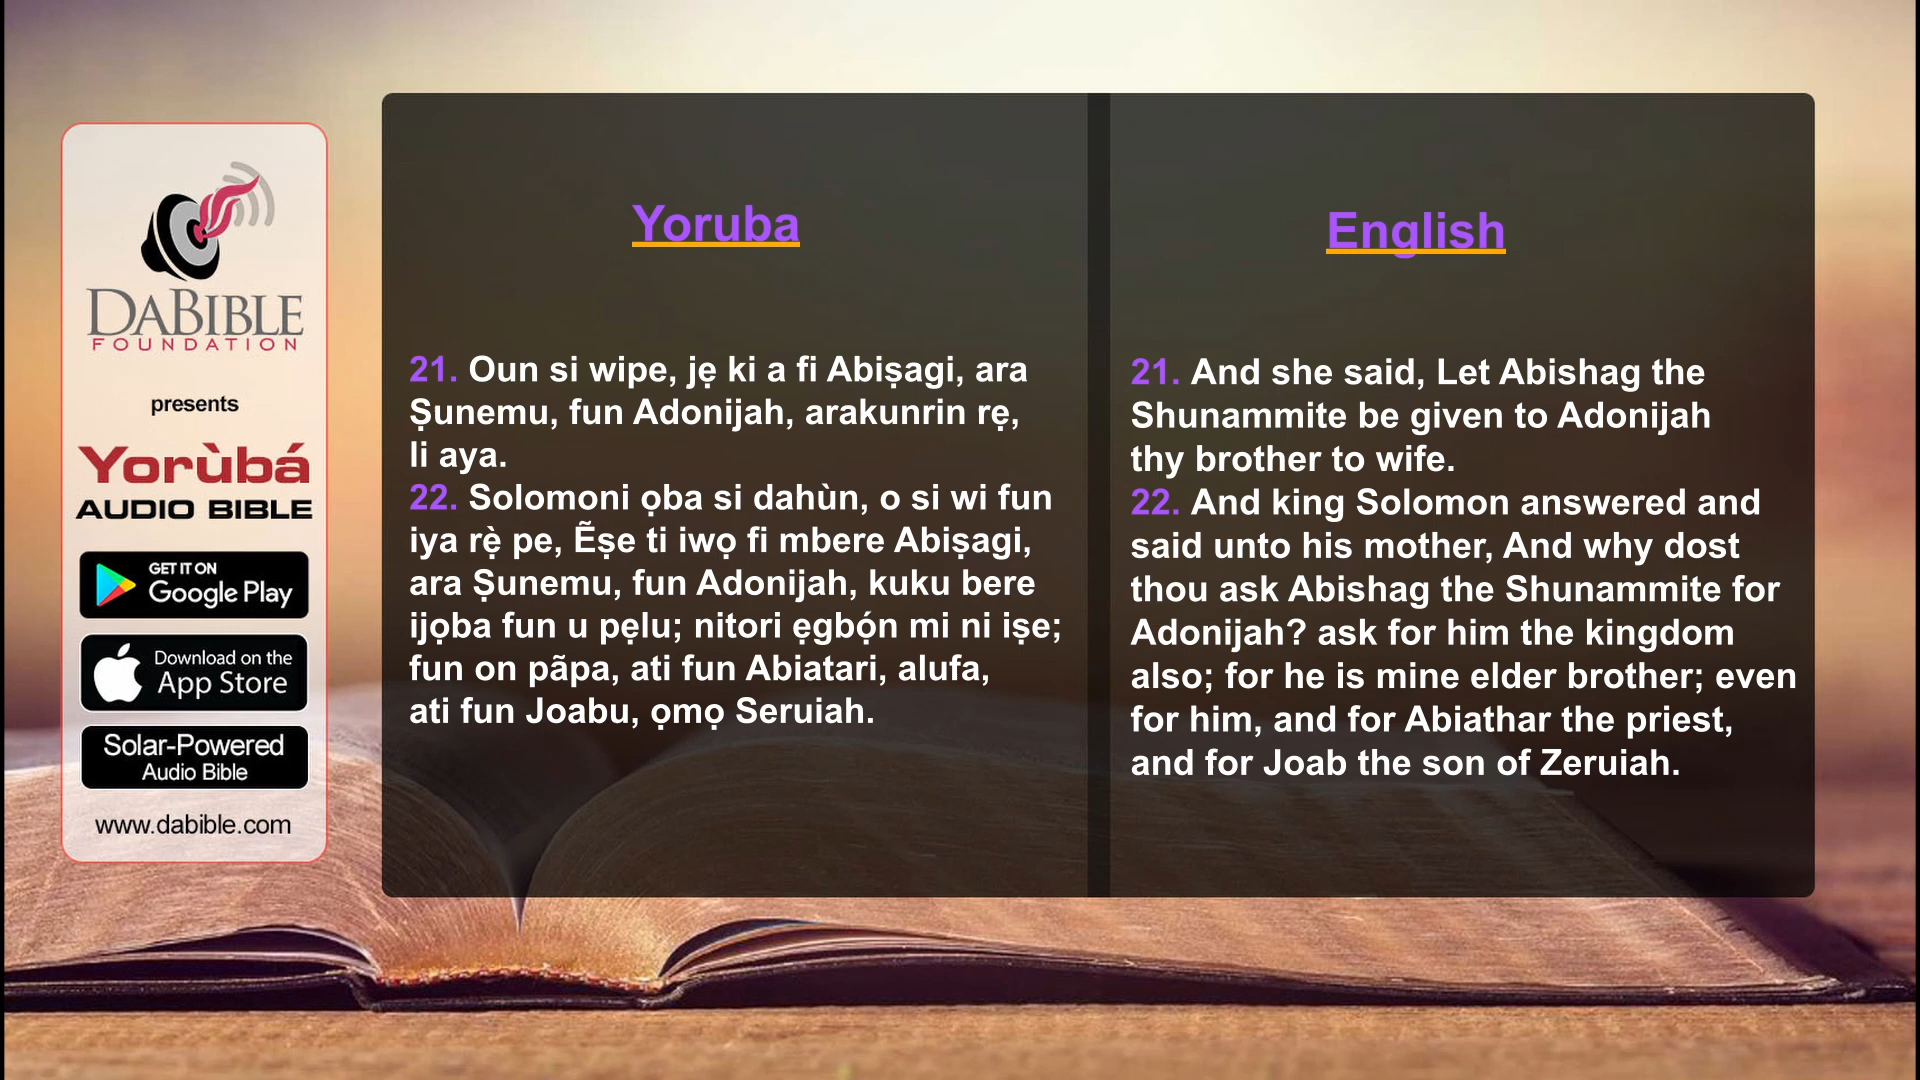 DABIBLE
FOUNDATION
presents
Yorùbá
AUDIO BIBLE
GET IT ON
Google Play
Download on the
App Store
Solar-Powered
Audio Bible
www.dabible.com
Yoruba
21. Oun si wipe, jẹ ki a fi Abiṣagi, ara
Ṣunemu, fun Adonijah, arakunrin rẹ,
li aya.
22. Solomoni ọba si dahùn, o si wi fun
iya rẹ̀ pe, Ẽṣe ti iwọ fi mbere Abiṣagi,
ara Ṣunemu, fun Adonijah, kuku bere
ijọba fun u pẹlu; nitori ẹgbọ́n mi ni iṣe;
fun on pãpa, ati fun Abiatari, alufa,
ati fun Joabu, ọmọ Seruiah.
English
21. And she said, Let Abishag the
Shunammite be given to Adonijah
thy brother to wife.
22. And king Solomon answered and
said unto his mother, And why dost
thou ask Abishag the Shunammite for
Adonijah? ask for him the kingdom
also; for he is mine elder brother; even
for him, and for Abiathar the priest,
and for Joab the son of Zeruiah.